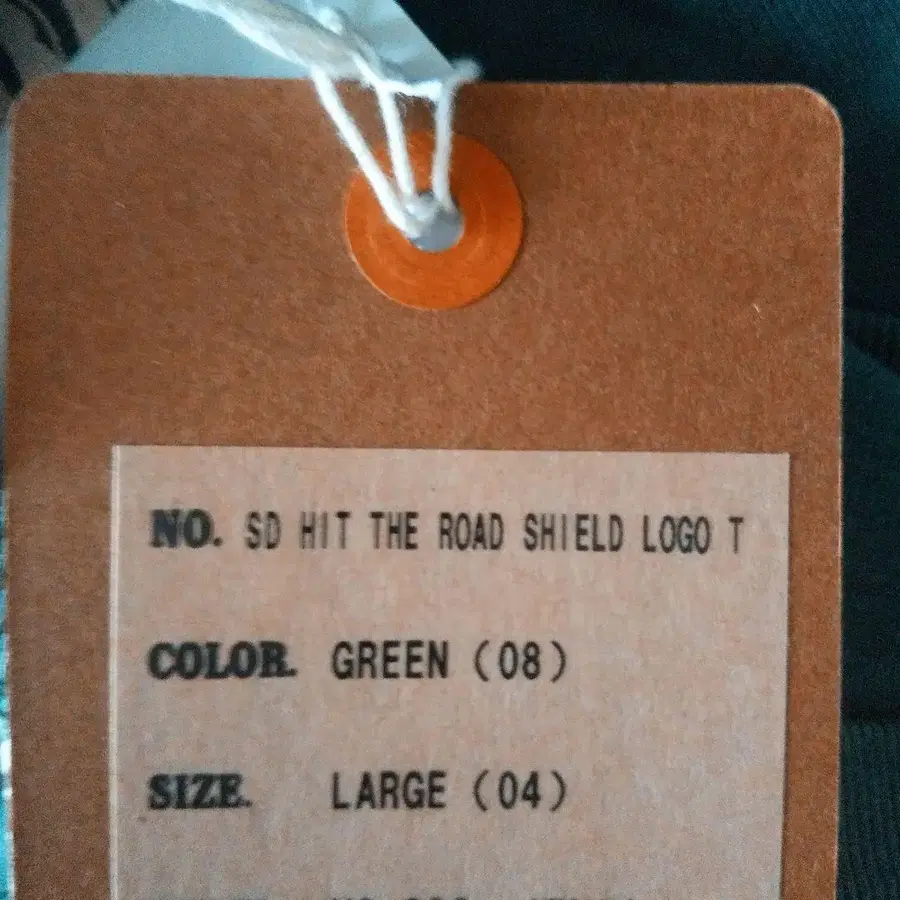 NO. SD HIT THE ROAD SHIELD LOGO T
COLOR. GREEN (08)
SIZE. LARGE (04)